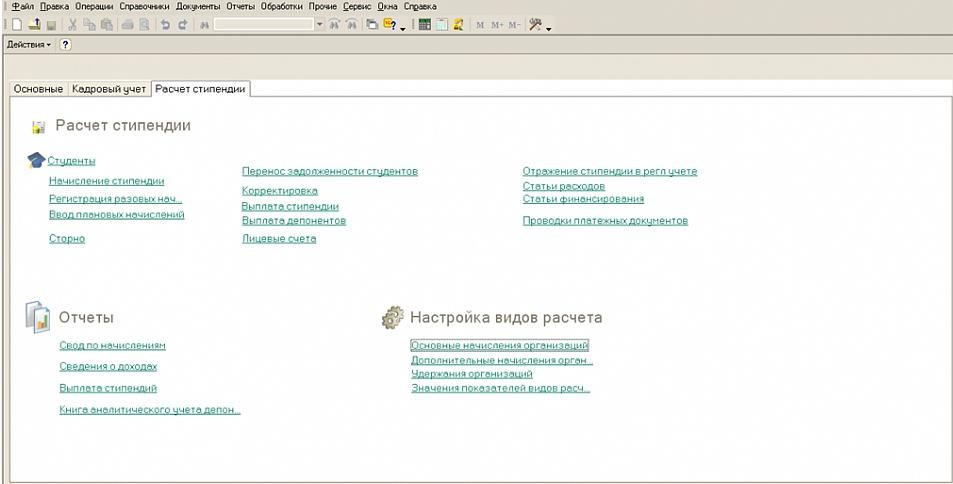 Файл Правка Операции Справочники Документы Отчеты Обработки Прочие Сервис Окна Справка
M M+ M-
Действия
Основные Кадровый учет Расчет стипендии
Расчет стипендии
Студенты
Начисление стипендии
Регистрация разовых нач...
Ввод плановых начислений
Сторно
Перенос задолженности студентов
Корректировка
Выплата стипендии
Выплата депонентов
Лицевые счета
Отражение стипендии в регл учете
Статьи расходов
Статьи финансирования
Проводки платежных документов
Отчеты
Свод по начислениям
Сведения о доходах
Выплата стипендий
Книга аналитического учета депон...
Настройка видов расчета
Основные начисления организаций
Дополнительные начисления орган...
Удержания организаций
Значения показателей видов расч...